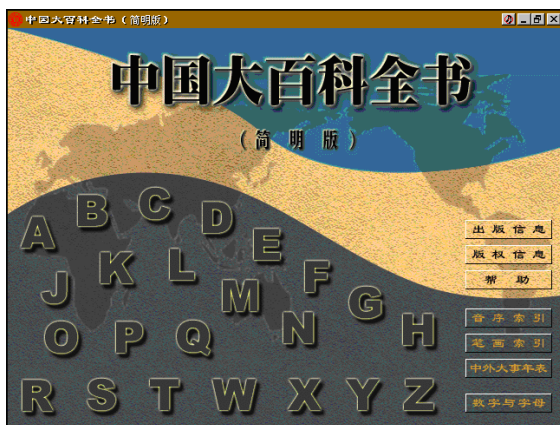 中国大百科全书(简明版)
中国大百科全书
(简明版)
A B C D E F G H
J K L M N
O P Q
R S T W X Y Z
出版信息
版权信息
帮助
音序索引
笔画索引
中外大事年表
数字与字母